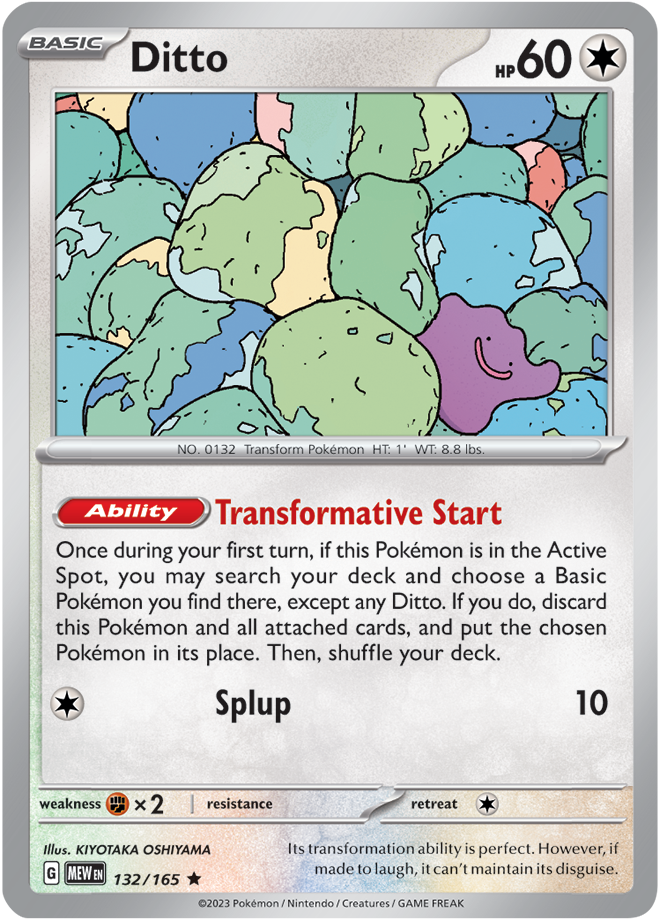 BASIC
Ditto
HP 60
NO. 0132 Transform Pokémon HT: 1' WT: 8.8 lbs.
Ability Transformative Start
Once during your first turn, if this Pokémon is in the Active
Spot, you may search your deck and choose a Basic
Pokémon you find there, except any Ditto. If you do, discard
this Pokémon and all attached cards, and put the chosen
Pokémon in its place. Then, shuffle your deck.
Splup 10
weakness ×2 resistance retreat
Illus. KIYOTAKA OSHIYAMA
Its transformation ability is perfect. However, if
made to laugh, it can't maintain its disguise.
G MEW EN 132/165
©2023 Pokémon / Nintendo / Creatures / GAME FREAK